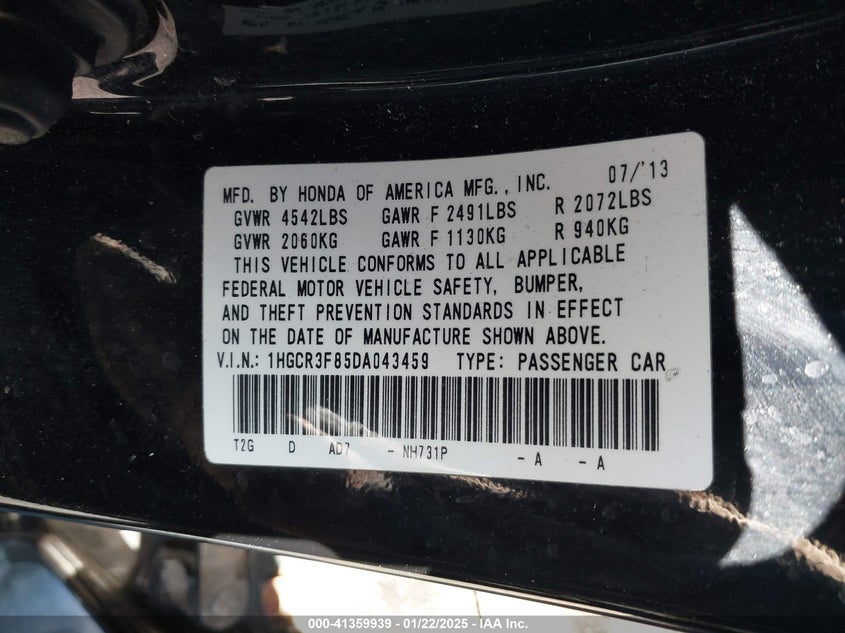 MFD. BY HONDA OF AMERICA MFG., INC. 07/'13
GVWR 4542LBS GAWR F 2491LBS R 2072LBS
GVWR 2060KG GAWR F 1130KG R 940KG
THIS VEHICLE CONFORMS TO ALL APPLICABLE
FEDERAL MOTOR VEHICLE SAFETY, BUMPER,
AND THEFT PREVENTION STANDARDS IN EFFECT
ON THE DATE OF MANUFACTURE SHOWN ABOVE.
V.I.N.: 1HGCR3F85DA043459 TYPE: PASSENGER CAR
T2G D AD7 - NH731P - A - A
000-41359939 - 01/22/2025 - IAA Inc.